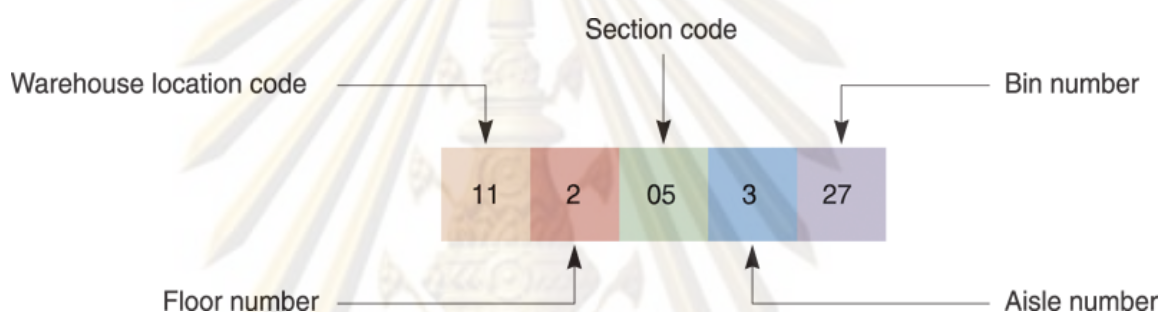 Section code
Warehouse location code
Bin number
11 2 05 3 27
Floor number
Aisle number